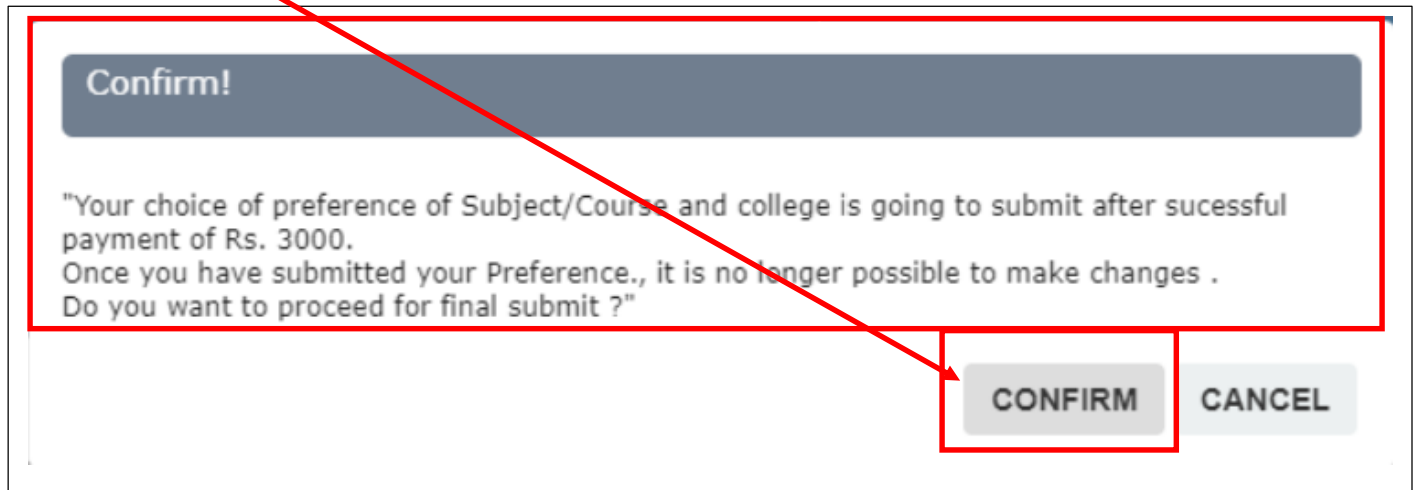 Confirm!
"Your choice of preference of Subject/Course and college is going to submit after sucessful
payment of Rs. 3000.
Once you have submitted your Preference., it is no longer possible to make changes .
Do you want to proceed for final submit ?"
CONFIRM CANCEL